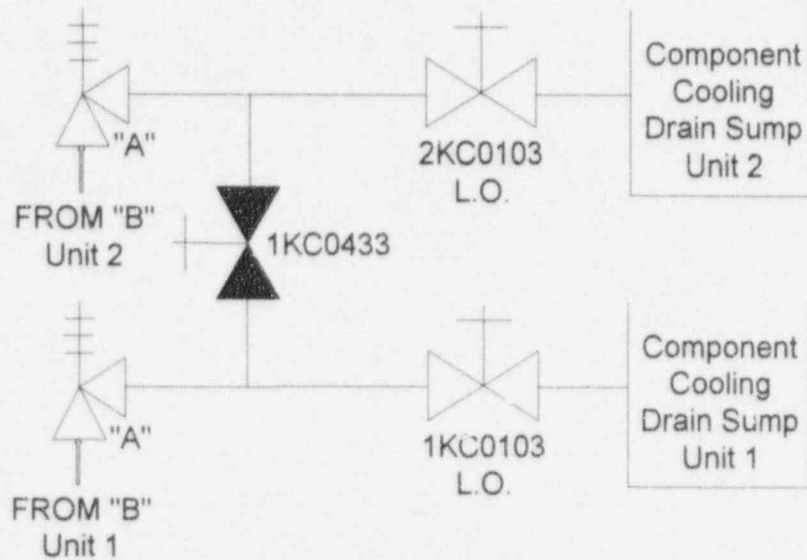 Component
Cooling
Drain Sump
Unit 2
"A"
2KC0103
L.O.
FROM "B"
Unit 2
1KC0433
Component
Cooling
Drain Sump
Unit 1
"A"
1KC0103
L.O.
FROM "B"
Unit 1